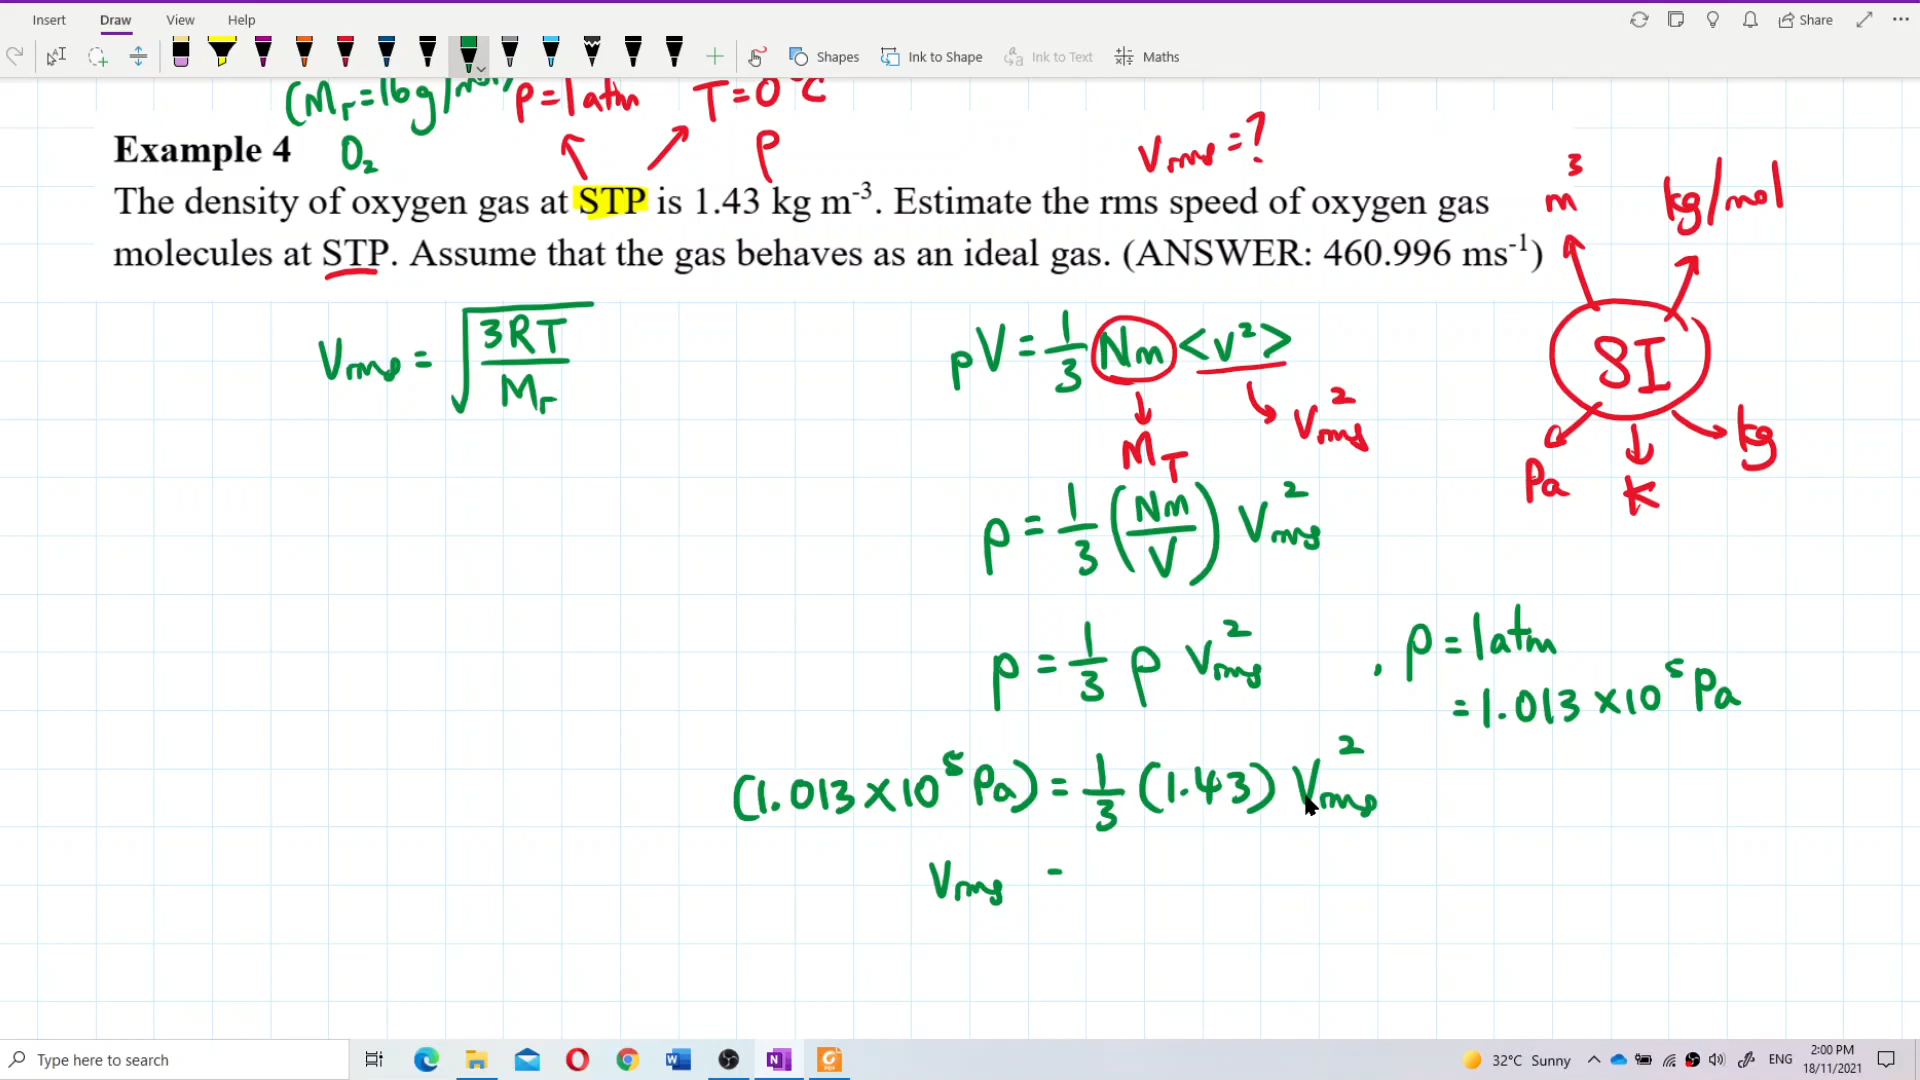 Insert Draw View Help Share
Shapes Ink to Shape Ink to Text Maths
(Mr=16g/mol) P=1atm T=0°C
Example 4 O₂ ρ Vrms=?
The density of oxygen gas at STP is 1.43 kg m⁻³. Estimate the rms speed of oxygen gas
molecules at STP. Assume that the gas behaves as an ideal gas. (ANSWER: 460.996 ms⁻¹)
m³ kg/mol
SI
Pa K kg
Vrms = √(3RT/Mr)
pV = 1/3 Nm <v²>
M_T Vrms²
p = 1/3 (Nm/V) Vrms²
p = 1/3 ρ Vrms² , p = 1atm
= 1.013 ×10⁵ Pa
(1.013 ×10⁵ Pa) = 1/3 (1.43) Vrms²
Vrms =
Type here to search
32°C Sunny ENG 2:00 PM
18/11/2021